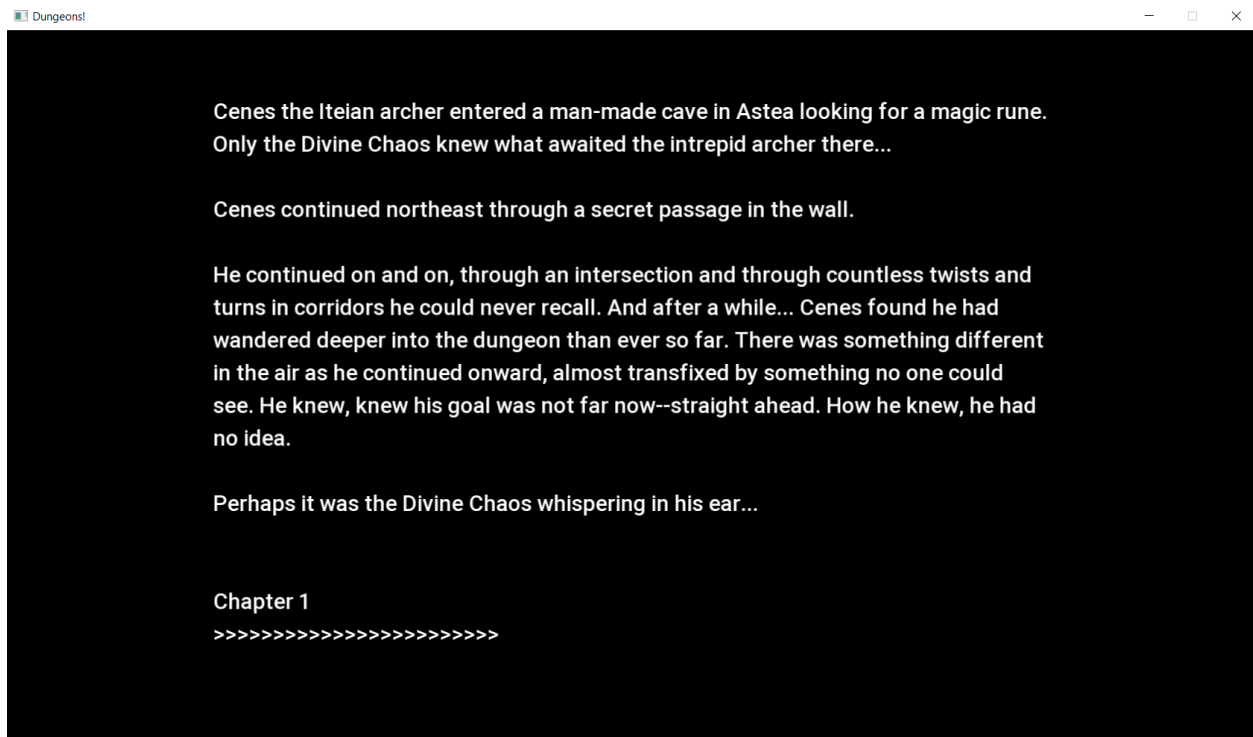 Dungeons!
Cenes the Iteian archer entered a man-made cave in Astea looking for a magic rune.
Only the Divine Chaos knew what awaited the intrepid archer there...
Cenes continued northeast through a secret passage in the wall.
He continued on and on, through an intersection and through countless twists and
turns in corridors he could never recall. And after a while... Cenes found he had
wandered deeper into the dungeon than ever so far. There was something different
in the air as he continued onward, almost transfixed by something no one could
see. He knew, knew his goal was not far now--straight ahead. How he knew, he had
no idea.
Perhaps it was the Divine Chaos whispering in his ear...
Chapter 1
>>>>>>>>>>>>>>>>>>>>>>>>